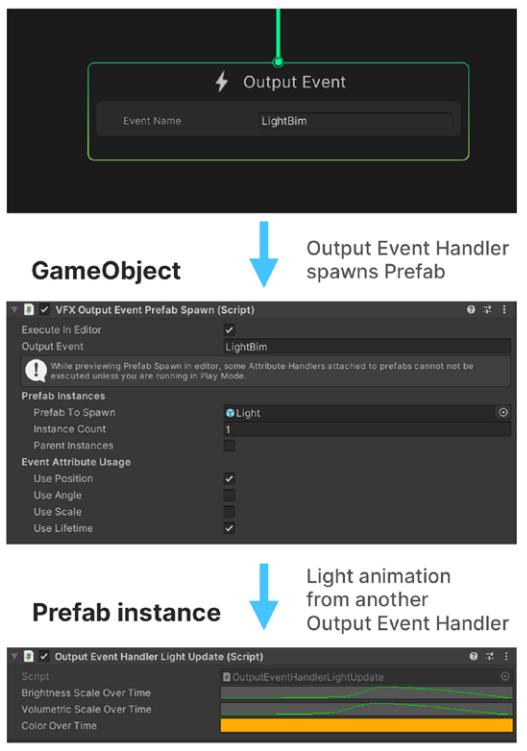 Output Event
Event Name LightBim
Output Event Handler
spawns Prefab
GameObject
# VFX Output Event Prefab Spawn (Script)
Execute In Editor
Output Event LightBim
While previewing Prefab Spawn in editor, some Attribute Handlers attached to prefabs cannot not be
executed unless you are running in Play Mode.
Prefab Instances
Prefab To Spawn Light
Instance Count 1
Parent Instances
Event Attribute Usage
Use Position
Use Angle
Use Scale
Use Lifetime
Light animation
from another
Output Event Handler
Prefab instance
# Output Event Handler Light Update (Script)
Script OutputEventHandlerLightUpdate
Brightness Scale Over Time
Volumetric Scale Over Time
Color Over Time